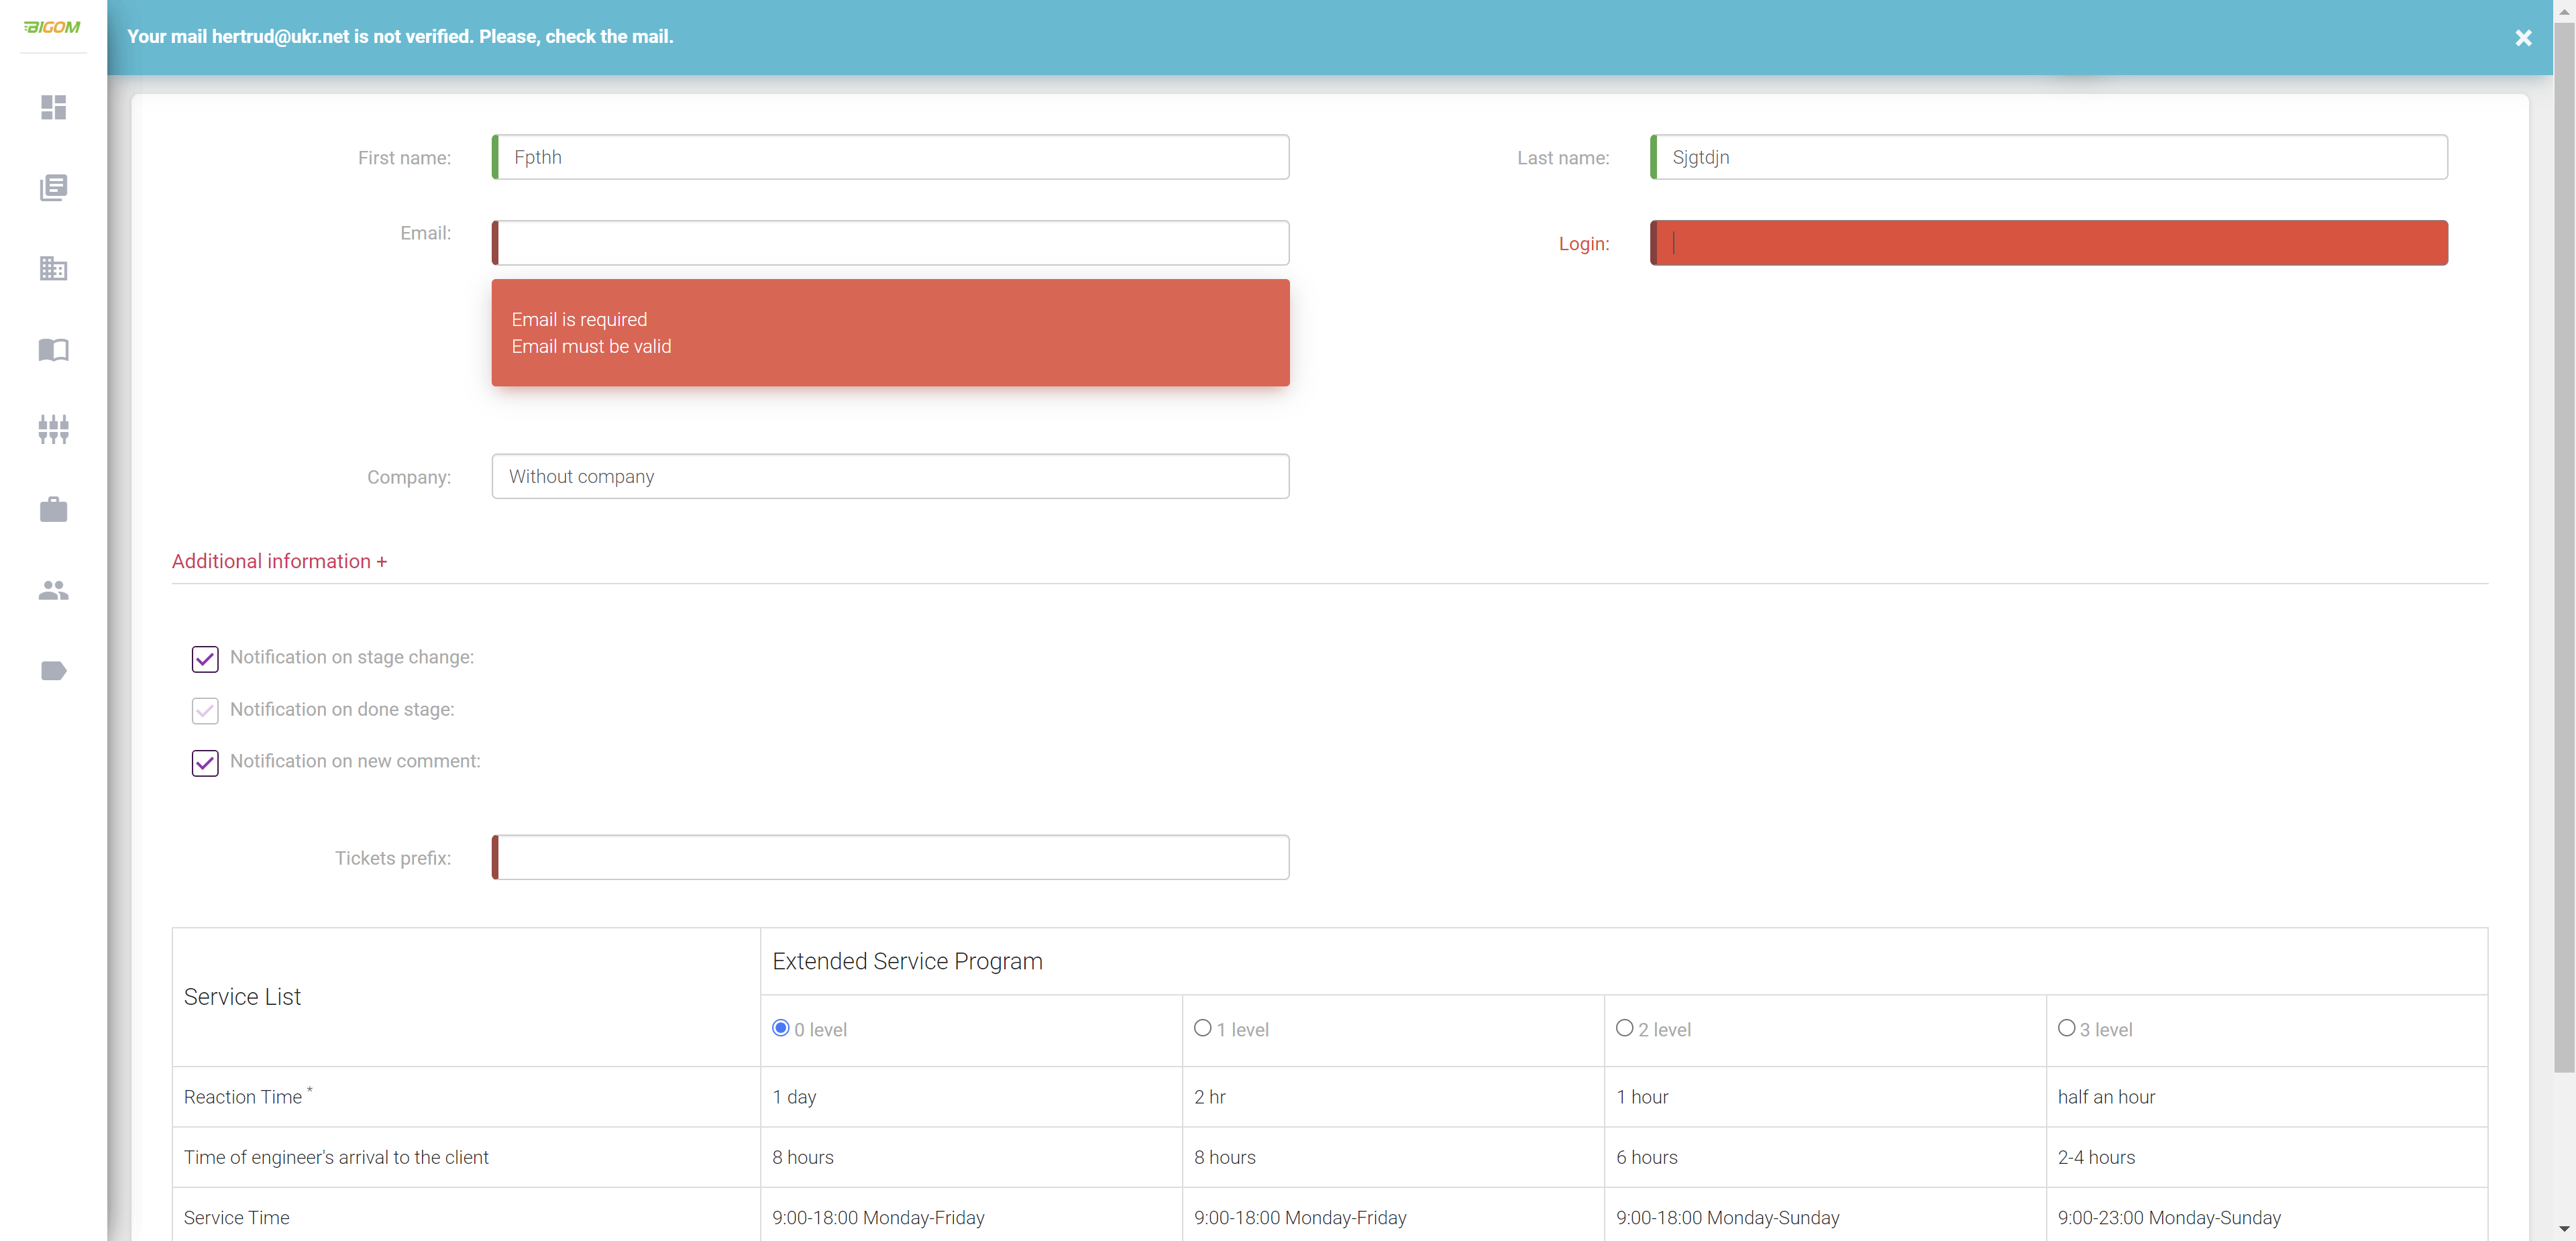 BIGOM
Your mail hertrud@ukr.net is not verified. Please, check the mail.
First name: Fpthh
Last name: Sjgtdjn
Email:
Login:
Email is required
Email must be valid
Company: Without company
Additional information +
Notification on stage change:
Notification on done stage:
Notification on new comment:
Tickets prefix:
Service List
Extended Service Program
0 level 1 level 2 level 3 level
Reaction Time * 1 day 2 hr 1 hour half an hour
Time of engineer's arrival to the client 8 hours 8 hours 6 hours 2-4 hours
Service Time 9:00-18:00 Monday-Friday 9:00-18:00 Monday-Friday 9:00-18:00 Monday-Sunday 9:00-23:00 Monday-Sunday